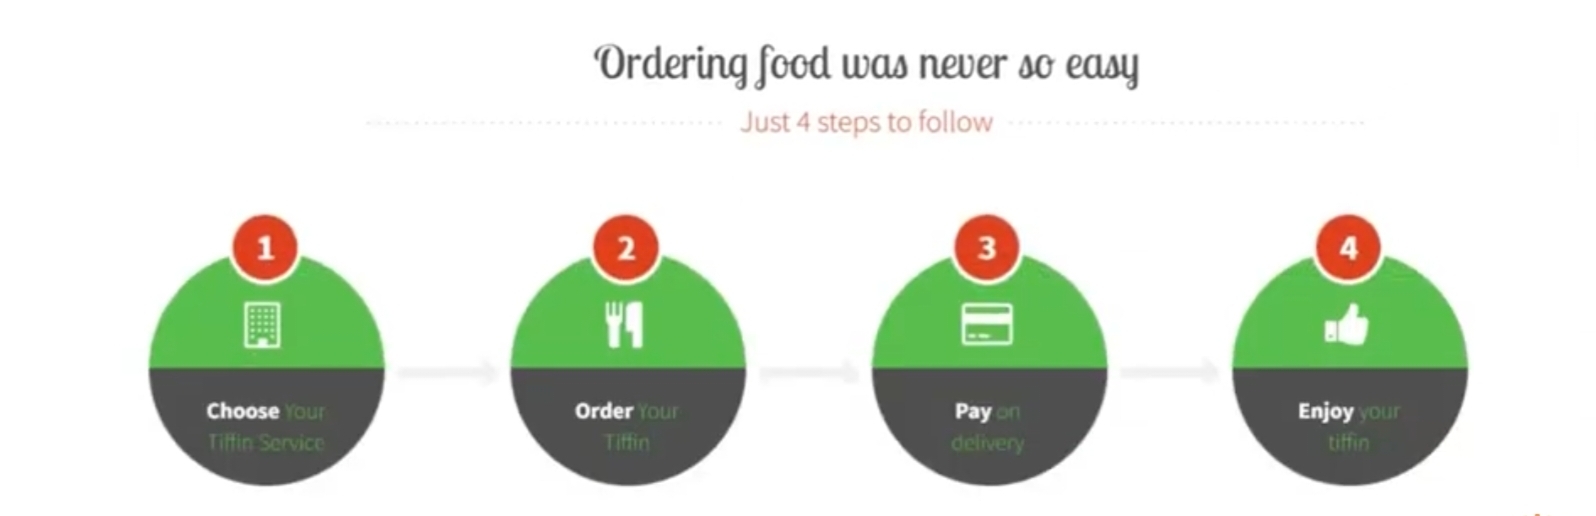 Ordering food was never so easy
Just 4 steps to follow
1
2
3
4
Choose Your
Tiffin Service
Order Your
Tiffin
Pay on
delivery
Enjoy your
tiffin